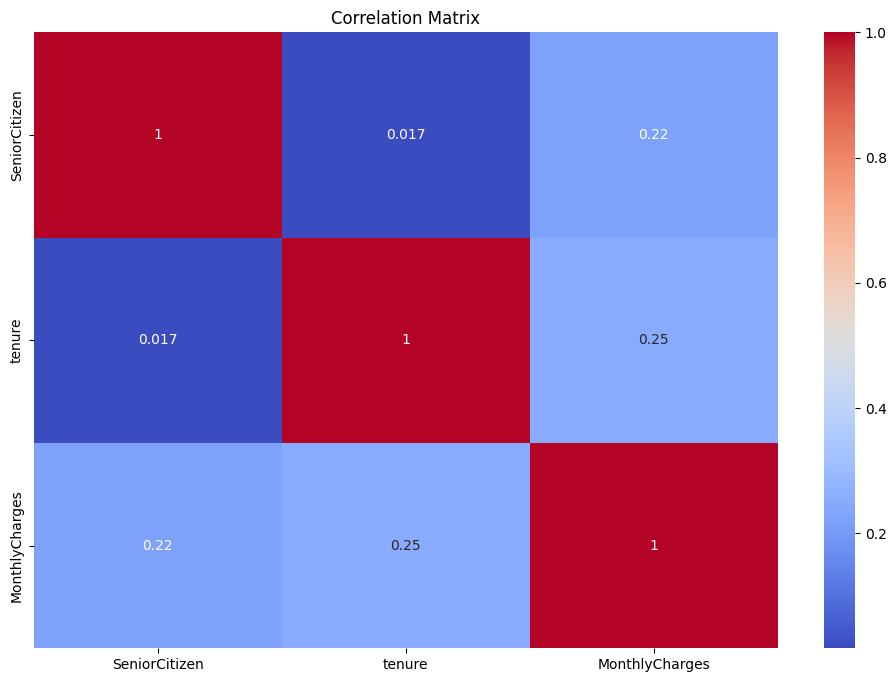 Correlation Matrix
SeniorCitizen
1
0.017
0.22
tenure
0.017
1
0.25
MonthlyCharges
0.22
0.25
1
SeniorCitizen
tenure
MonthlyCharges
1.0
0.8
0.6
0.4
0.2